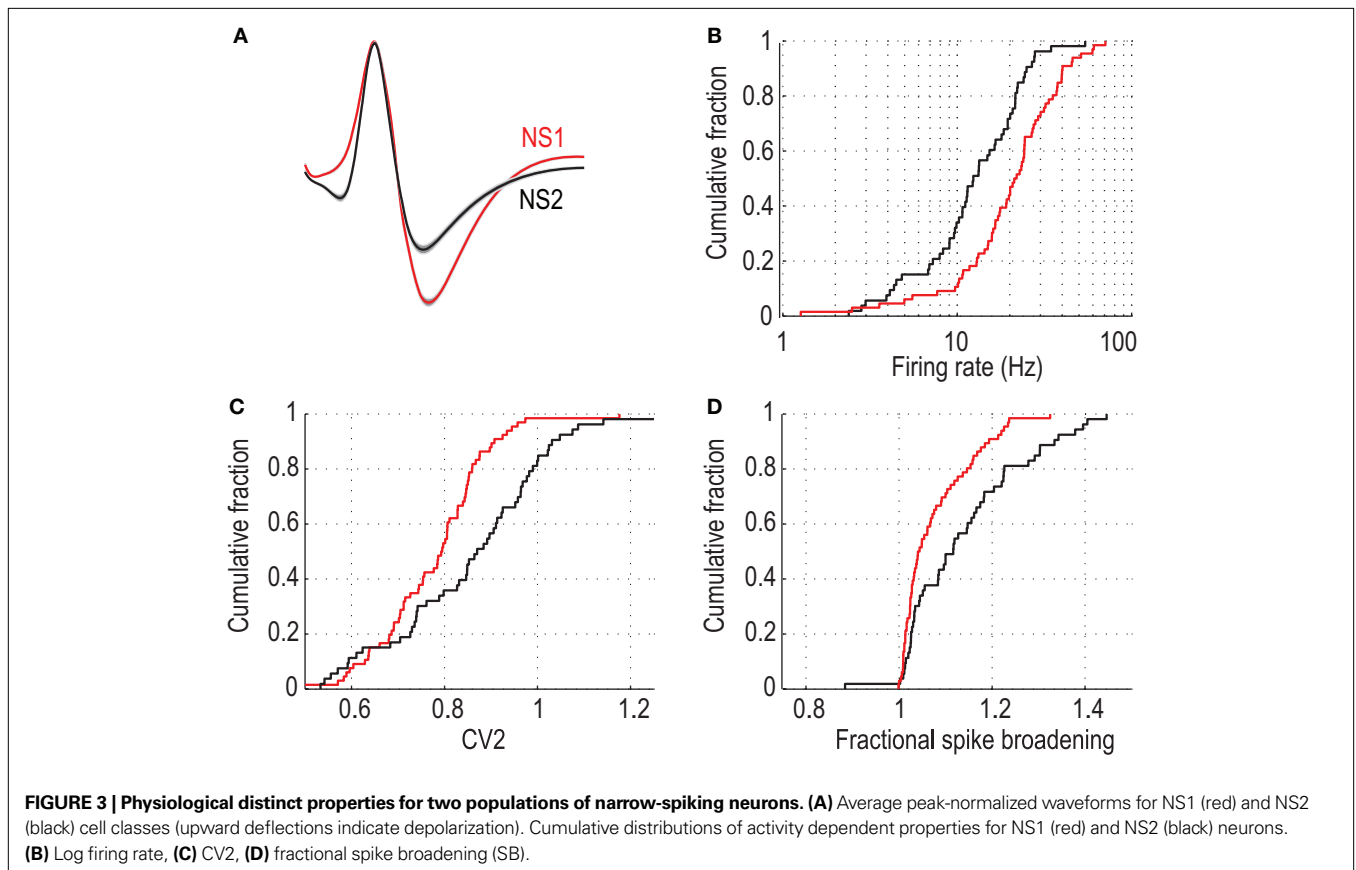 A
NS1
NS2
B
1
0.8
0.6
0.4
0.2
0
Cumulative fraction
1
10
100
Firing rate (Hz)
C
1
0.8
0.6
0.4
0.2
0
Cumulative fraction
0.6
0.8
1
1.2
CV2
D
1
0.8
0.6
0.4
0.2
0
Cumulative fraction
0.8
1
1.2
1.4
Fractional spike broadening
FIGURE 3 | Physiological distinct properties for two populations of narrow-spiking neurons. (A) Average peak-normalized waveforms for NS1 (red) and NS2
(black) cell classes (upward deflections indicate depolarization). Cumulative distributions of activity dependent properties for NS1 (red) and NS2 (black) neurons.
(B) Log firing rate, (C) CV2, (D) fractional spike broadening (SB).